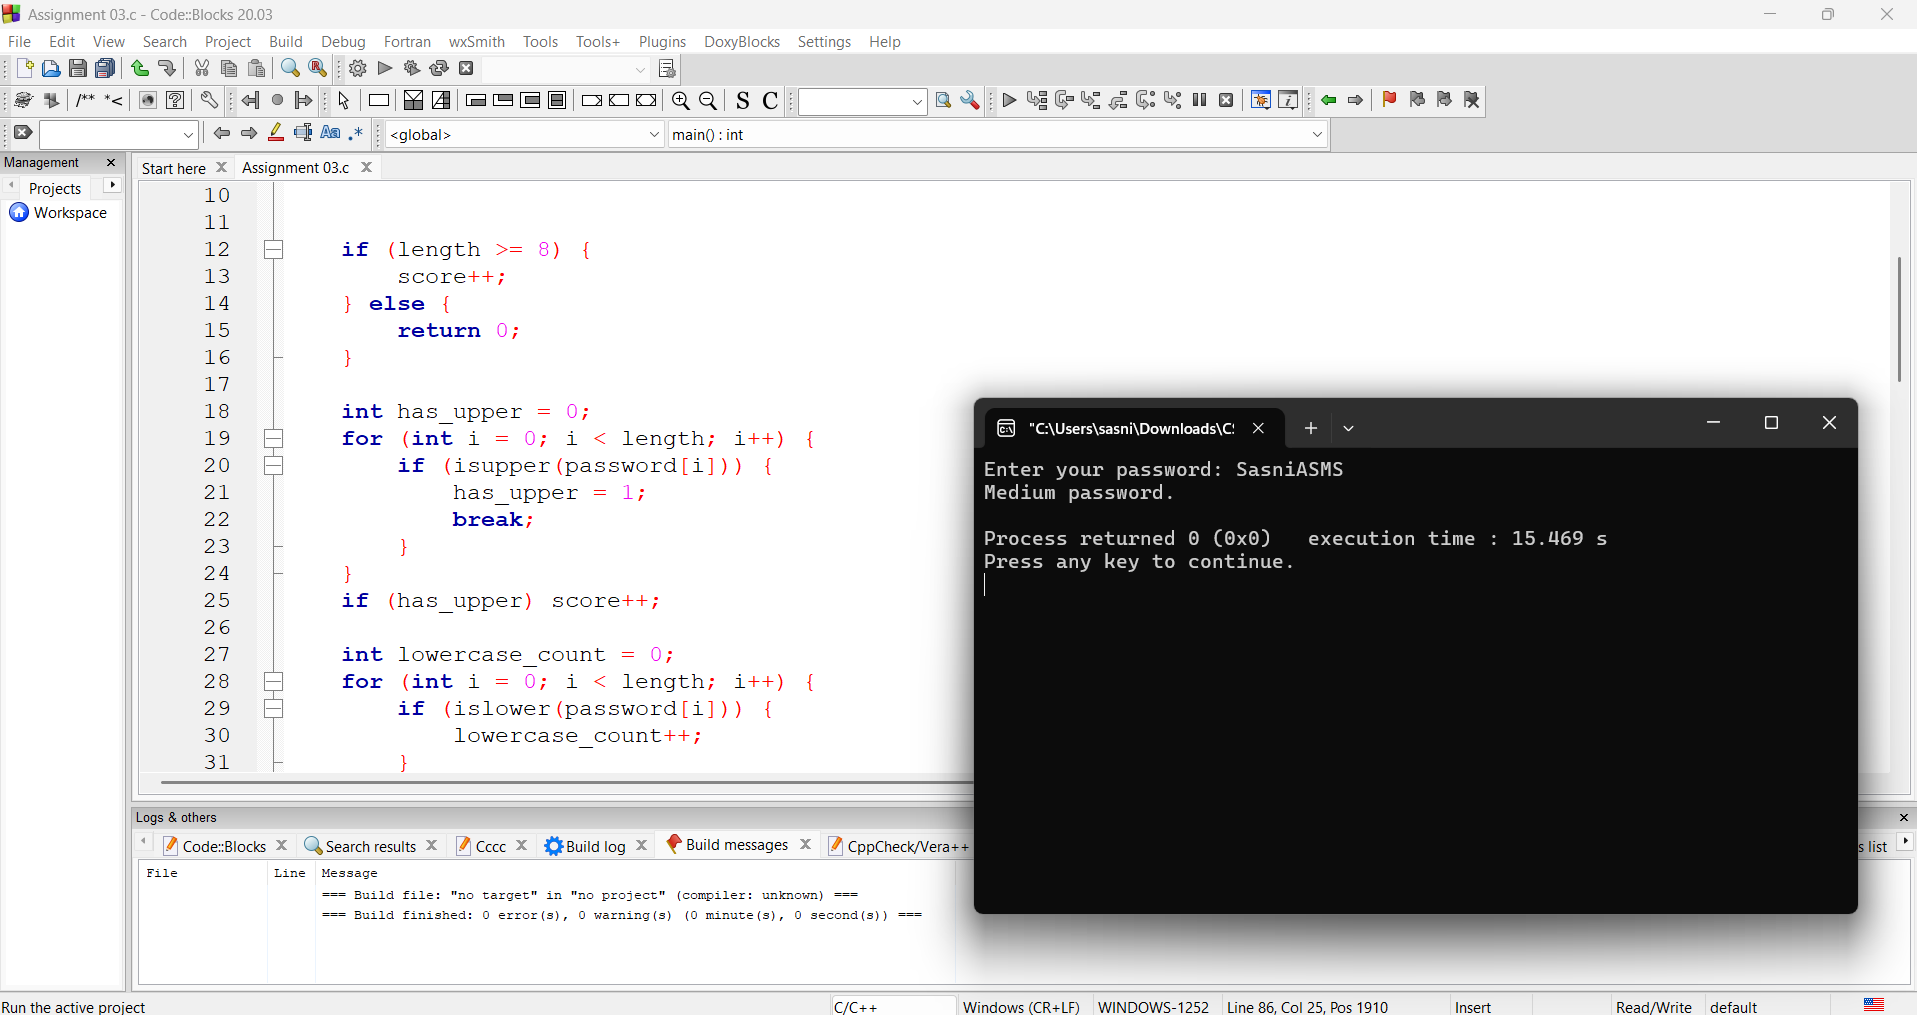 Assignment 03.c - Code::Blocks 20.03
File Edit View Search Project Build Debug Fortran wxSmith Tools Tools+ Plugins DoxyBlocks Settings Help
/** *<
S C
Aa .*
<global>
main() : int
Management
Projects
Workspace
Start here
Assignment 03.c
10
11
12 if (length >= 8) {
13 score++;
14 } else {
15 return 0;
16 }
17
18 int has_upper = 0;
19 for (int i = 0; i < length; i++) {
20 if (isupper(password[i])) {
21 has_upper = 1;
22 break;
23 }
24 }
25 if (has_upper) score++;
26
27 int lowercase_count = 0;
28 for (int i = 0; i < length; i++) {
29 if (islower(password[i])) {
30 lowercase_count++;
31 }
"C:\Users\sasni\Downloads\C:
Enter your password: SasniASMS
Medium password.
Process returned 0 (0x0) execution time : 15.469 s
Press any key to continue.
Logs & others
Code::Blocks Search results Cccc Build log Build messages CppCheck/Vera++ s list
File Line Message
=== Build file: "no target" in "no project" (compiler: unknown) ===
=== Build finished: 0 error(s), 0 warning(s) (0 minute(s), 0 second(s)) ===
Run the active project C/C++ Windows (CR+LF) WINDOWS-1252 Line 86, Col 25, Pos 1910 Insert Read/Write default